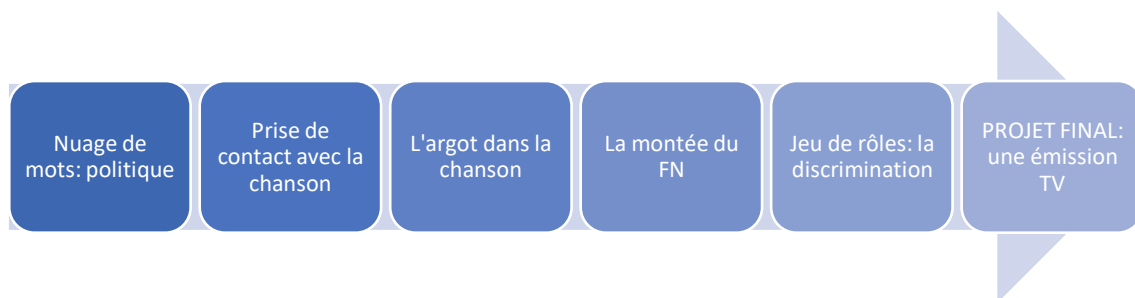 Nuage de
mots: politique
Prise de
contact avec la
chanson
L'argot dans la
chanson
La montée du
FN
Jeu de rôles: la
discrimination
PROJET FINAL:
une émission
TV